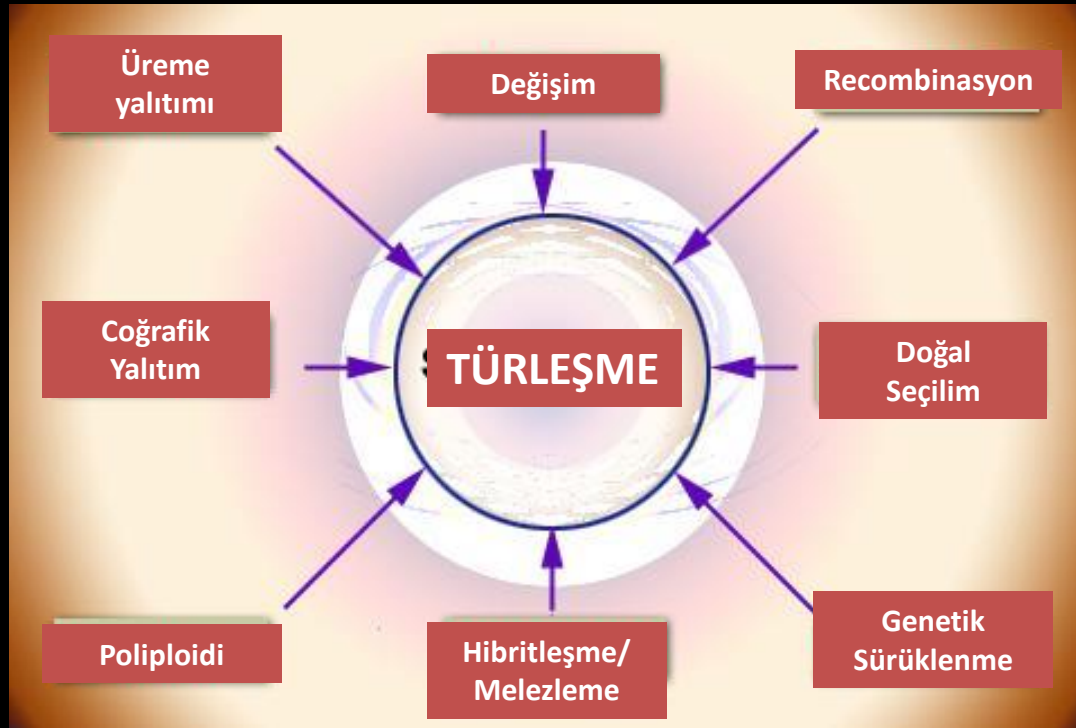 Üreme
yalıtımı
Değişim
Recombinasyon
Coğrafik
Yalıtım
TÜRLEŞME
Doğal
Seçilim
Poliploidi
Hibritleşme/
Melezleme
Genetik
Sürüklenme